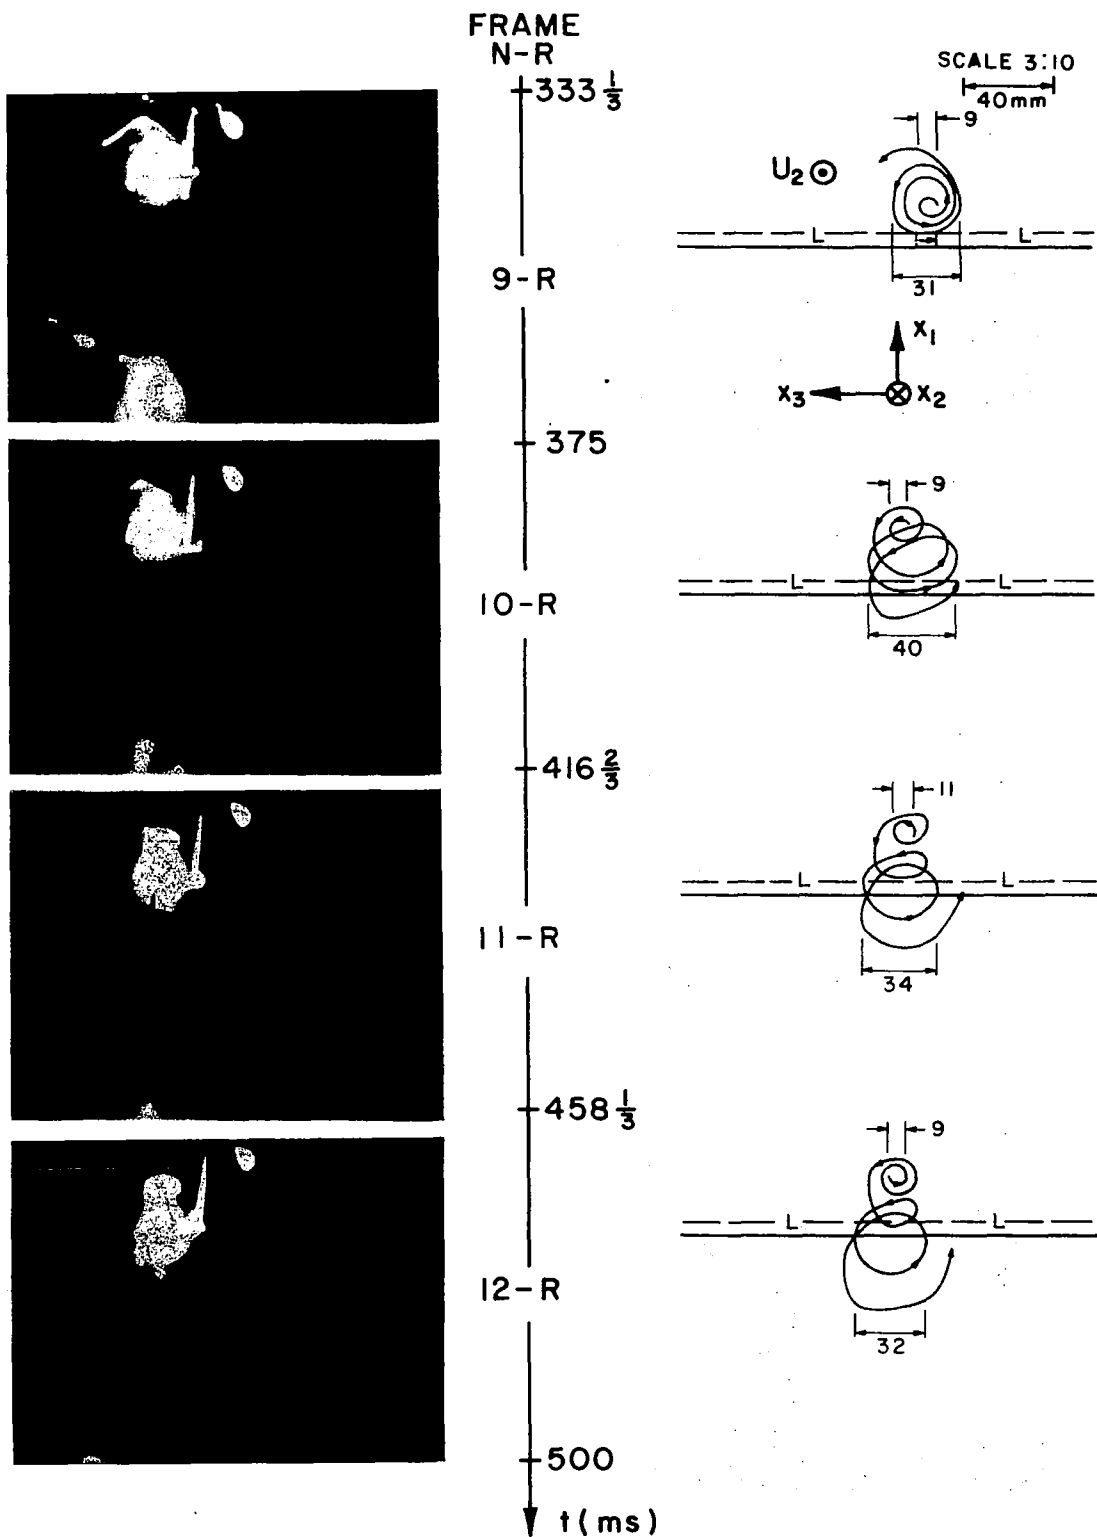 FRAME
N-R
333 1/3
SCALE 3:10
40mm
9
U2
L L
9-R
31
x1
x3 x2
375
9
L L
10-R
40
416 2/3
11
L L
11-R
34
458 1/3
9
L L
12-R
32
500
t (ms)